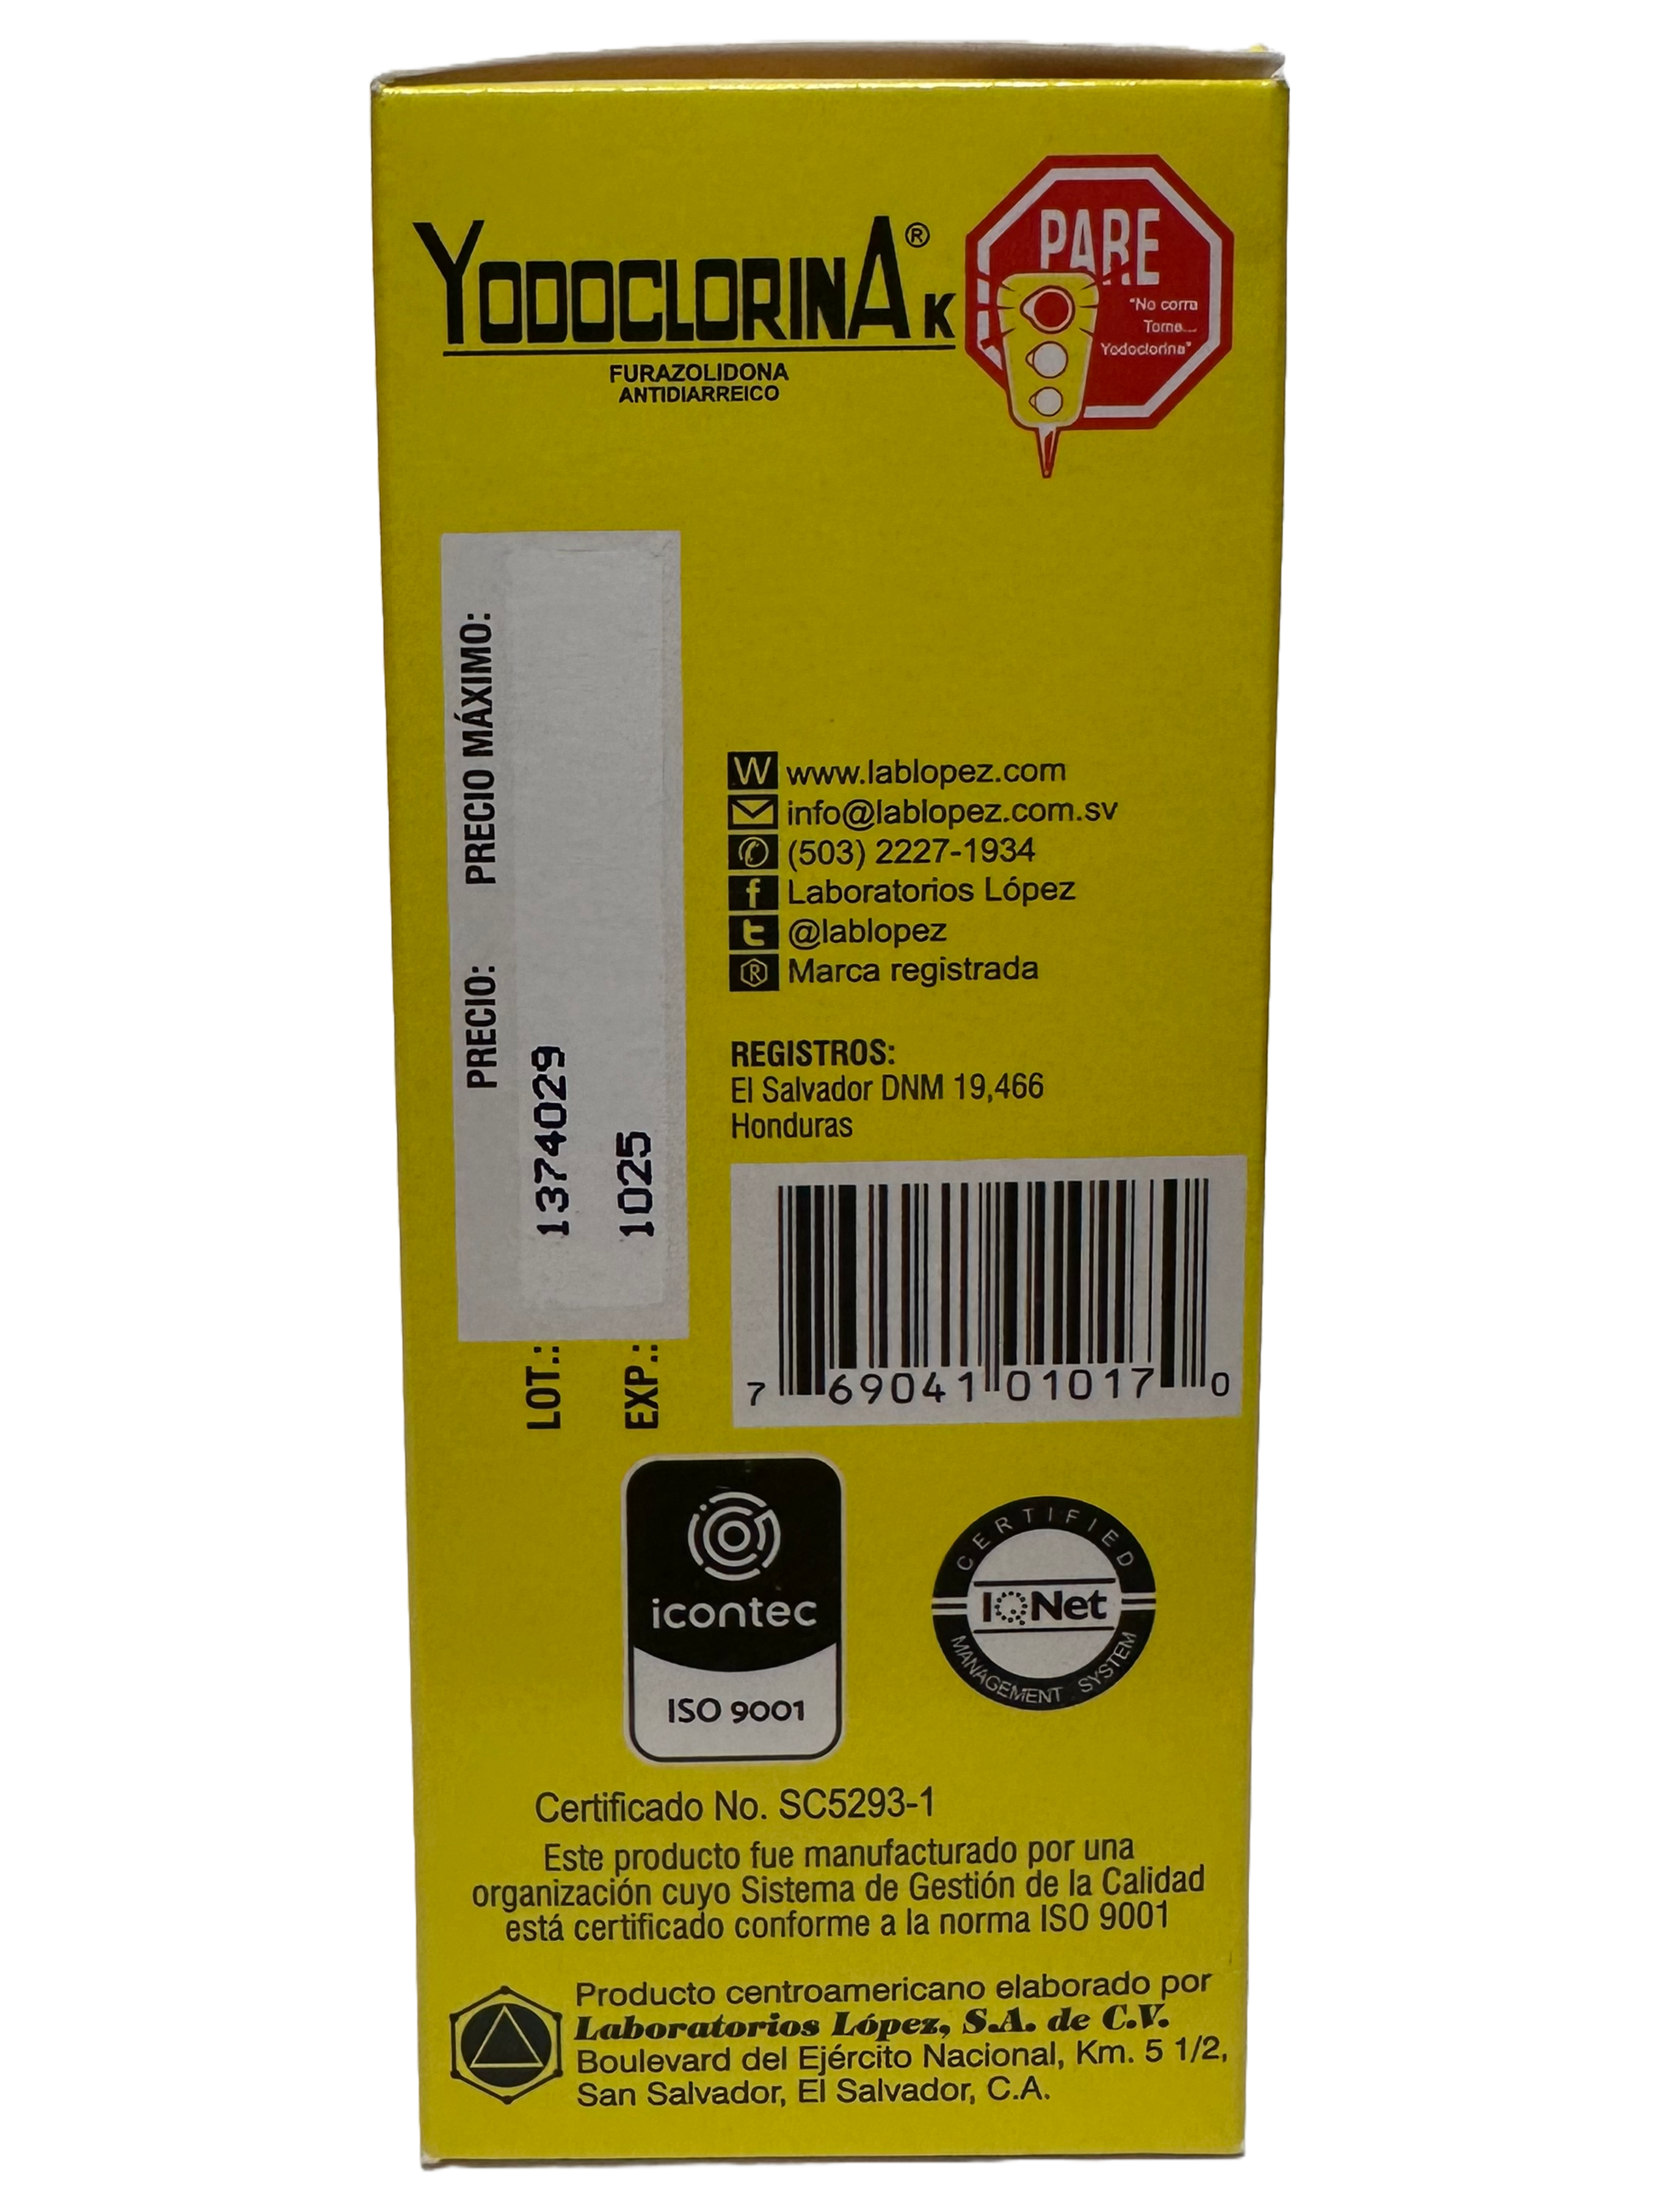 YODOCLORINA® K
FURAZOLIDONA
ANTIDIARREICO
PARE
"No corra
Tome...
Yodoclorina"
PRECIO: PRECIO MÁXIMO:
LOT.: 1374029
EXP.: 1025
W www.lablopez.com
info@lablopez.com.sv
(503) 2227-1934
f Laboratorios López
t @lablopez
® Marca registrada
REGISTROS:
El Salvador DNM 19,466
Honduras
7 69041 01017 0
icontec
ISO 9001
CERTIFIED
IQNet
MANAGEMENT SYSTEM
Certificado No. SC5293-1
Este producto fue manufacturado por una
organización cuyo Sistema de Gestión de la Calidad
está certificado conforme a la norma ISO 9001
Producto centroamericano elaborado por
Laboratorios López, S.A. de C.V.
Boulevard del Ejército Nacional, Km. 5 1/2,
San Salvador, El Salvador, C.A.